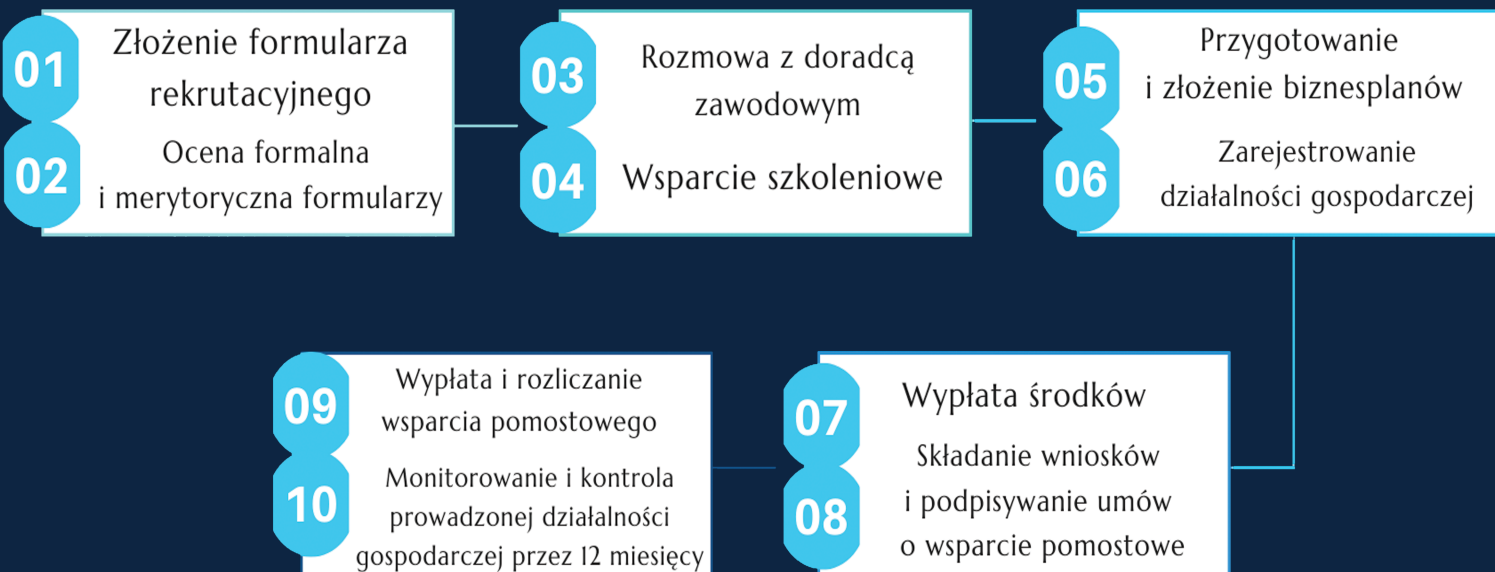 01
Złożenie formularza
rekrutacyjnego
02
Ocena formalna
i merytoryczna formularzy
03
Rozmowa z doradcą
zawodowym
04
Wsparcie szkoleniowe
05
Przygotowanie
i złożenie biznesplanów
06
Zarejestrowanie
działalności gospodarczej
07
Wypłata środków
08
Składanie wniosków
i podpisywanie umów
o wsparcie pomostowe
09
Wypłata i rozliczanie
wsparcia pomostowego
10
Monitorowanie i kontrola
prowadzonej działalności
gospodarczej przez 12 miesięcy